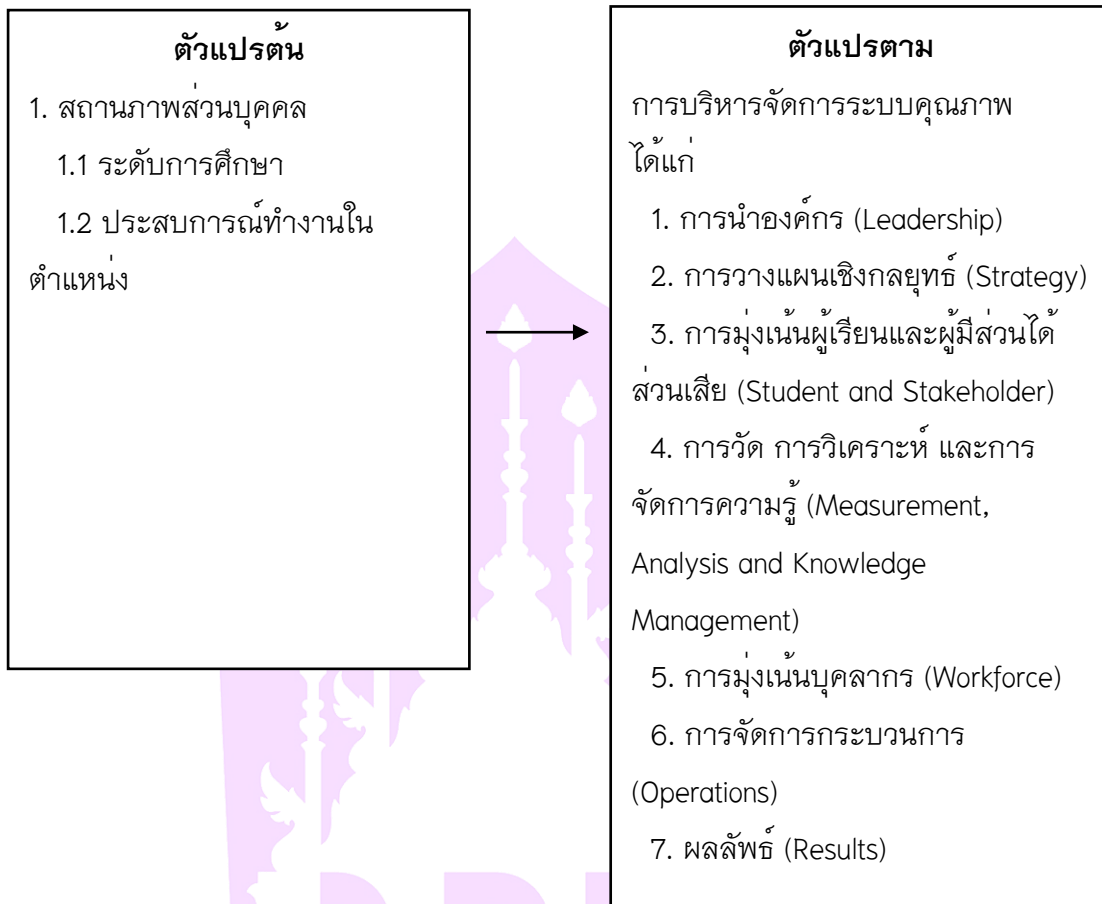 ตัวแปรต้น
1. สถานภาพส่วนบุคคล
1.1 ระดับการศึกษา
1.2 ประสบการณ์ทำงานใน
ตำแหน่ง
ตัวแปรตาม
การบริหารจัดการระบบคุณภาพ
ได้แก่
1. การนำองค์กร (Leadership)
2. การวางแผนเชิงกลยุทธ์ (Strategy)
3. การมุ่งเน้นผู้เรียนและผู้มีส่วนได้
ส่วนเสีย (Student and Stakeholder)
4. การวัด การวิเคราะห์ และการ
จัดการความรู้ (Measurement,
Analysis and Knowledge
Management)
5. การมุ่งเน้นบุคลากร (Workforce)
6. การจัดการกระบวนการ
(Operations)
7. ผลลัพธ์ (Results)